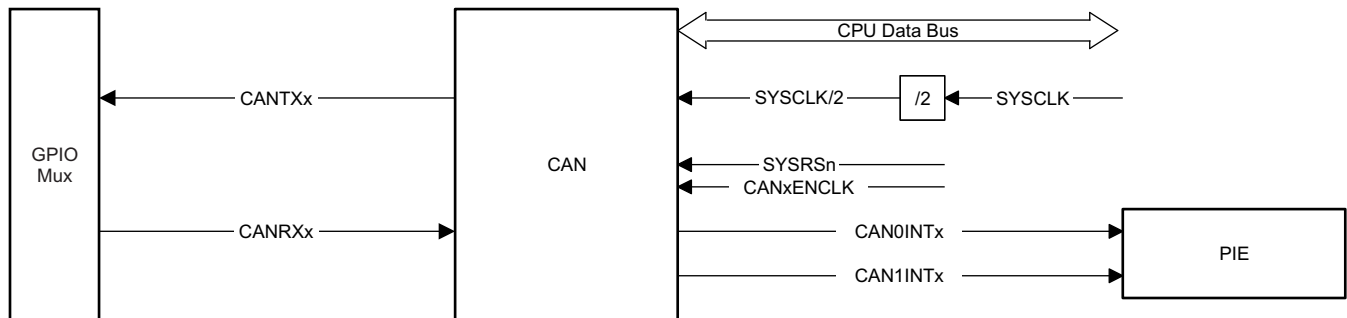 CPU Data Bus
CANTXx
SYSCLK/2
/2
SYSCLK
GPIO
Mux
CAN
SYSRSn
CANxENCLK
CANRXx
CAN0INTx
PIE
CAN1INTx